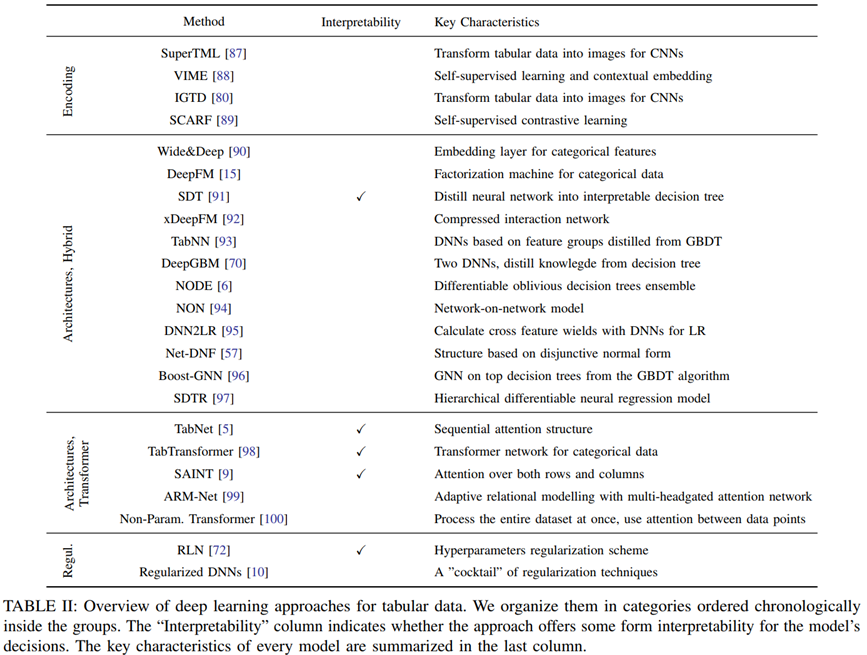 Method Interpretability Key Characteristics
Encoding
SuperTML [87] Transform tabular data into images for CNNs
VIME [88] Self-supervised learning and contextual embedding
IGTD [80] Transform tabular data into images for CNNs
SCARF [89] Self-supervised contrastive learning
Architectures, Hybrid
Wide&Deep [90] Embedding layer for categorical features
DeepFM [15] Factorization machine for categorical data
SDT [91] ✓ Distill neural network into interpretable decision tree
xDeepFM [92] Compressed interaction network
TabNN [93] DNNs based on feature groups distilled from GBDT
DeepGBM [70] Two DNNs, distill knowlegde from decision tree
NODE [6] Differentiable oblivious decision trees ensemble
NON [94] Network-on-network model
DNN2LR [95] Calculate cross feature wields with DNNs for LR
Net-DNF [57] Structure based on disjunctive normal form
Boost-GNN [96] GNN on top decision trees from the GBDT algorithm
SDTR [97] Hierarchical differentiable neural regression model
Architectures,
Transformer
TabNet [5] ✓ Sequential attention structure
TabTransformer [98] ✓ Transformer network for categorical data
SAINT [9] ✓ Attention over both rows and columns
ARM-Net [99] Adaptive relational modelling with multi-headgated attention network
Non-Param. Transformer [100] Process the entire dataset at once, use attention between data points
Regul.
RLN [72] ✓ Hyperparameters regularization scheme
Regularized DNNs [10] A ”cocktail” of regularization techniques
TABLE II: Overview of deep learning approaches for tabular data. We organize them in categories ordered chronologically
inside the groups. The “Interpretability” column indicates whether the approach offers some form interpretability for the model’s
decisions. The key characteristics of every model are summarized in the last column.